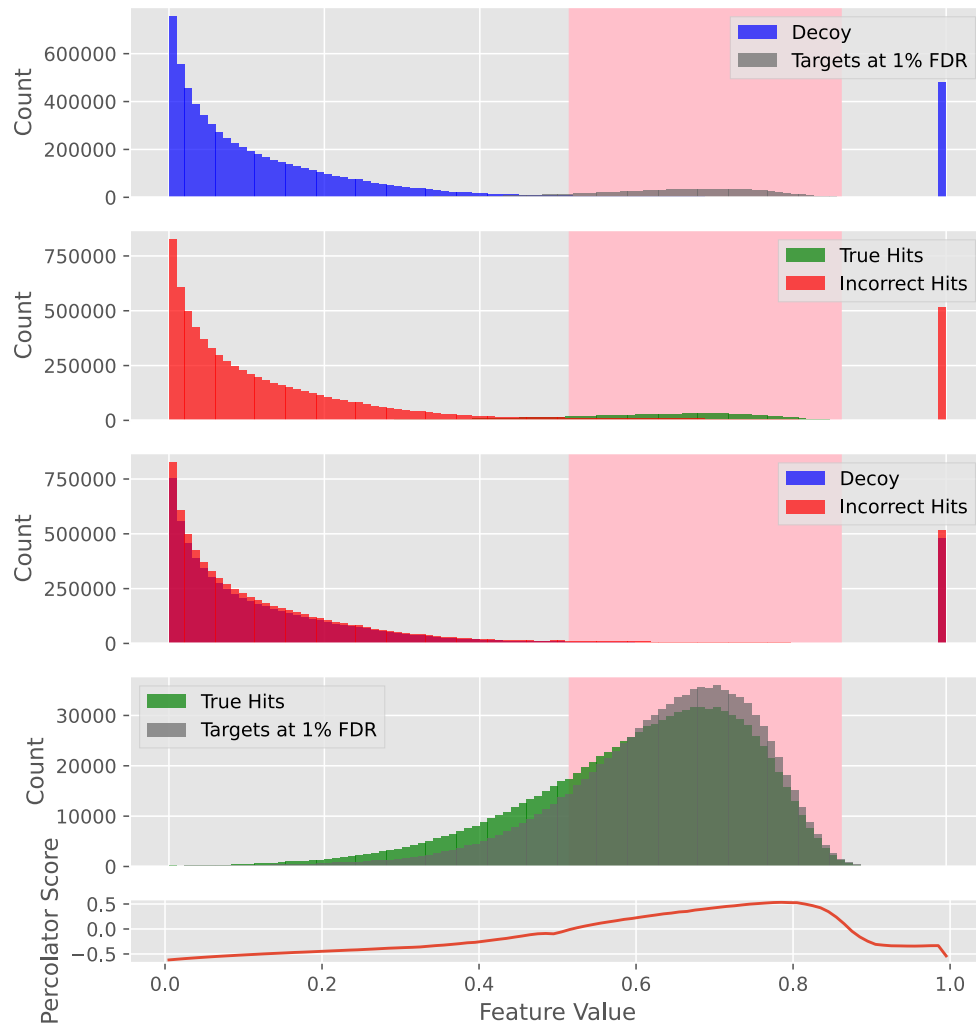 Count
600000
400000
200000
0
Decoy
Targets at 1% FDR
Count
750000
500000
250000
0
True Hits
Incorrect Hits
Count
750000
500000
250000
0
Decoy
Incorrect Hits
Count
30000
20000
10000
0
True Hits
Targets at 1% FDR
Percolator Score
0.5
0.0
−0.5
0.0
0.2
0.4
0.6
0.8
1.0
Feature Value